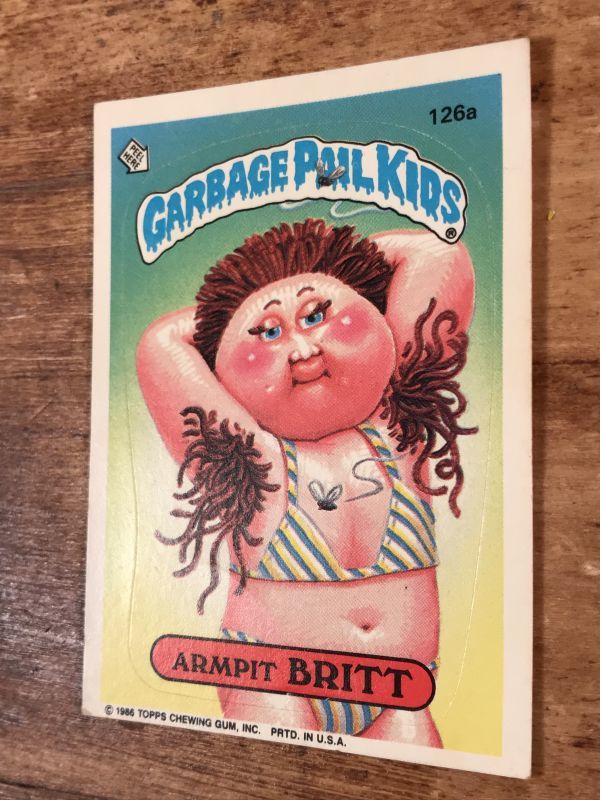 126a
PEEL
HERE
GARBAGE PAIL KIDS
®
ARMPIT BRITT
© 1986 TOPPS CHEWING GUM, INC. PRTD. IN U.S.A.